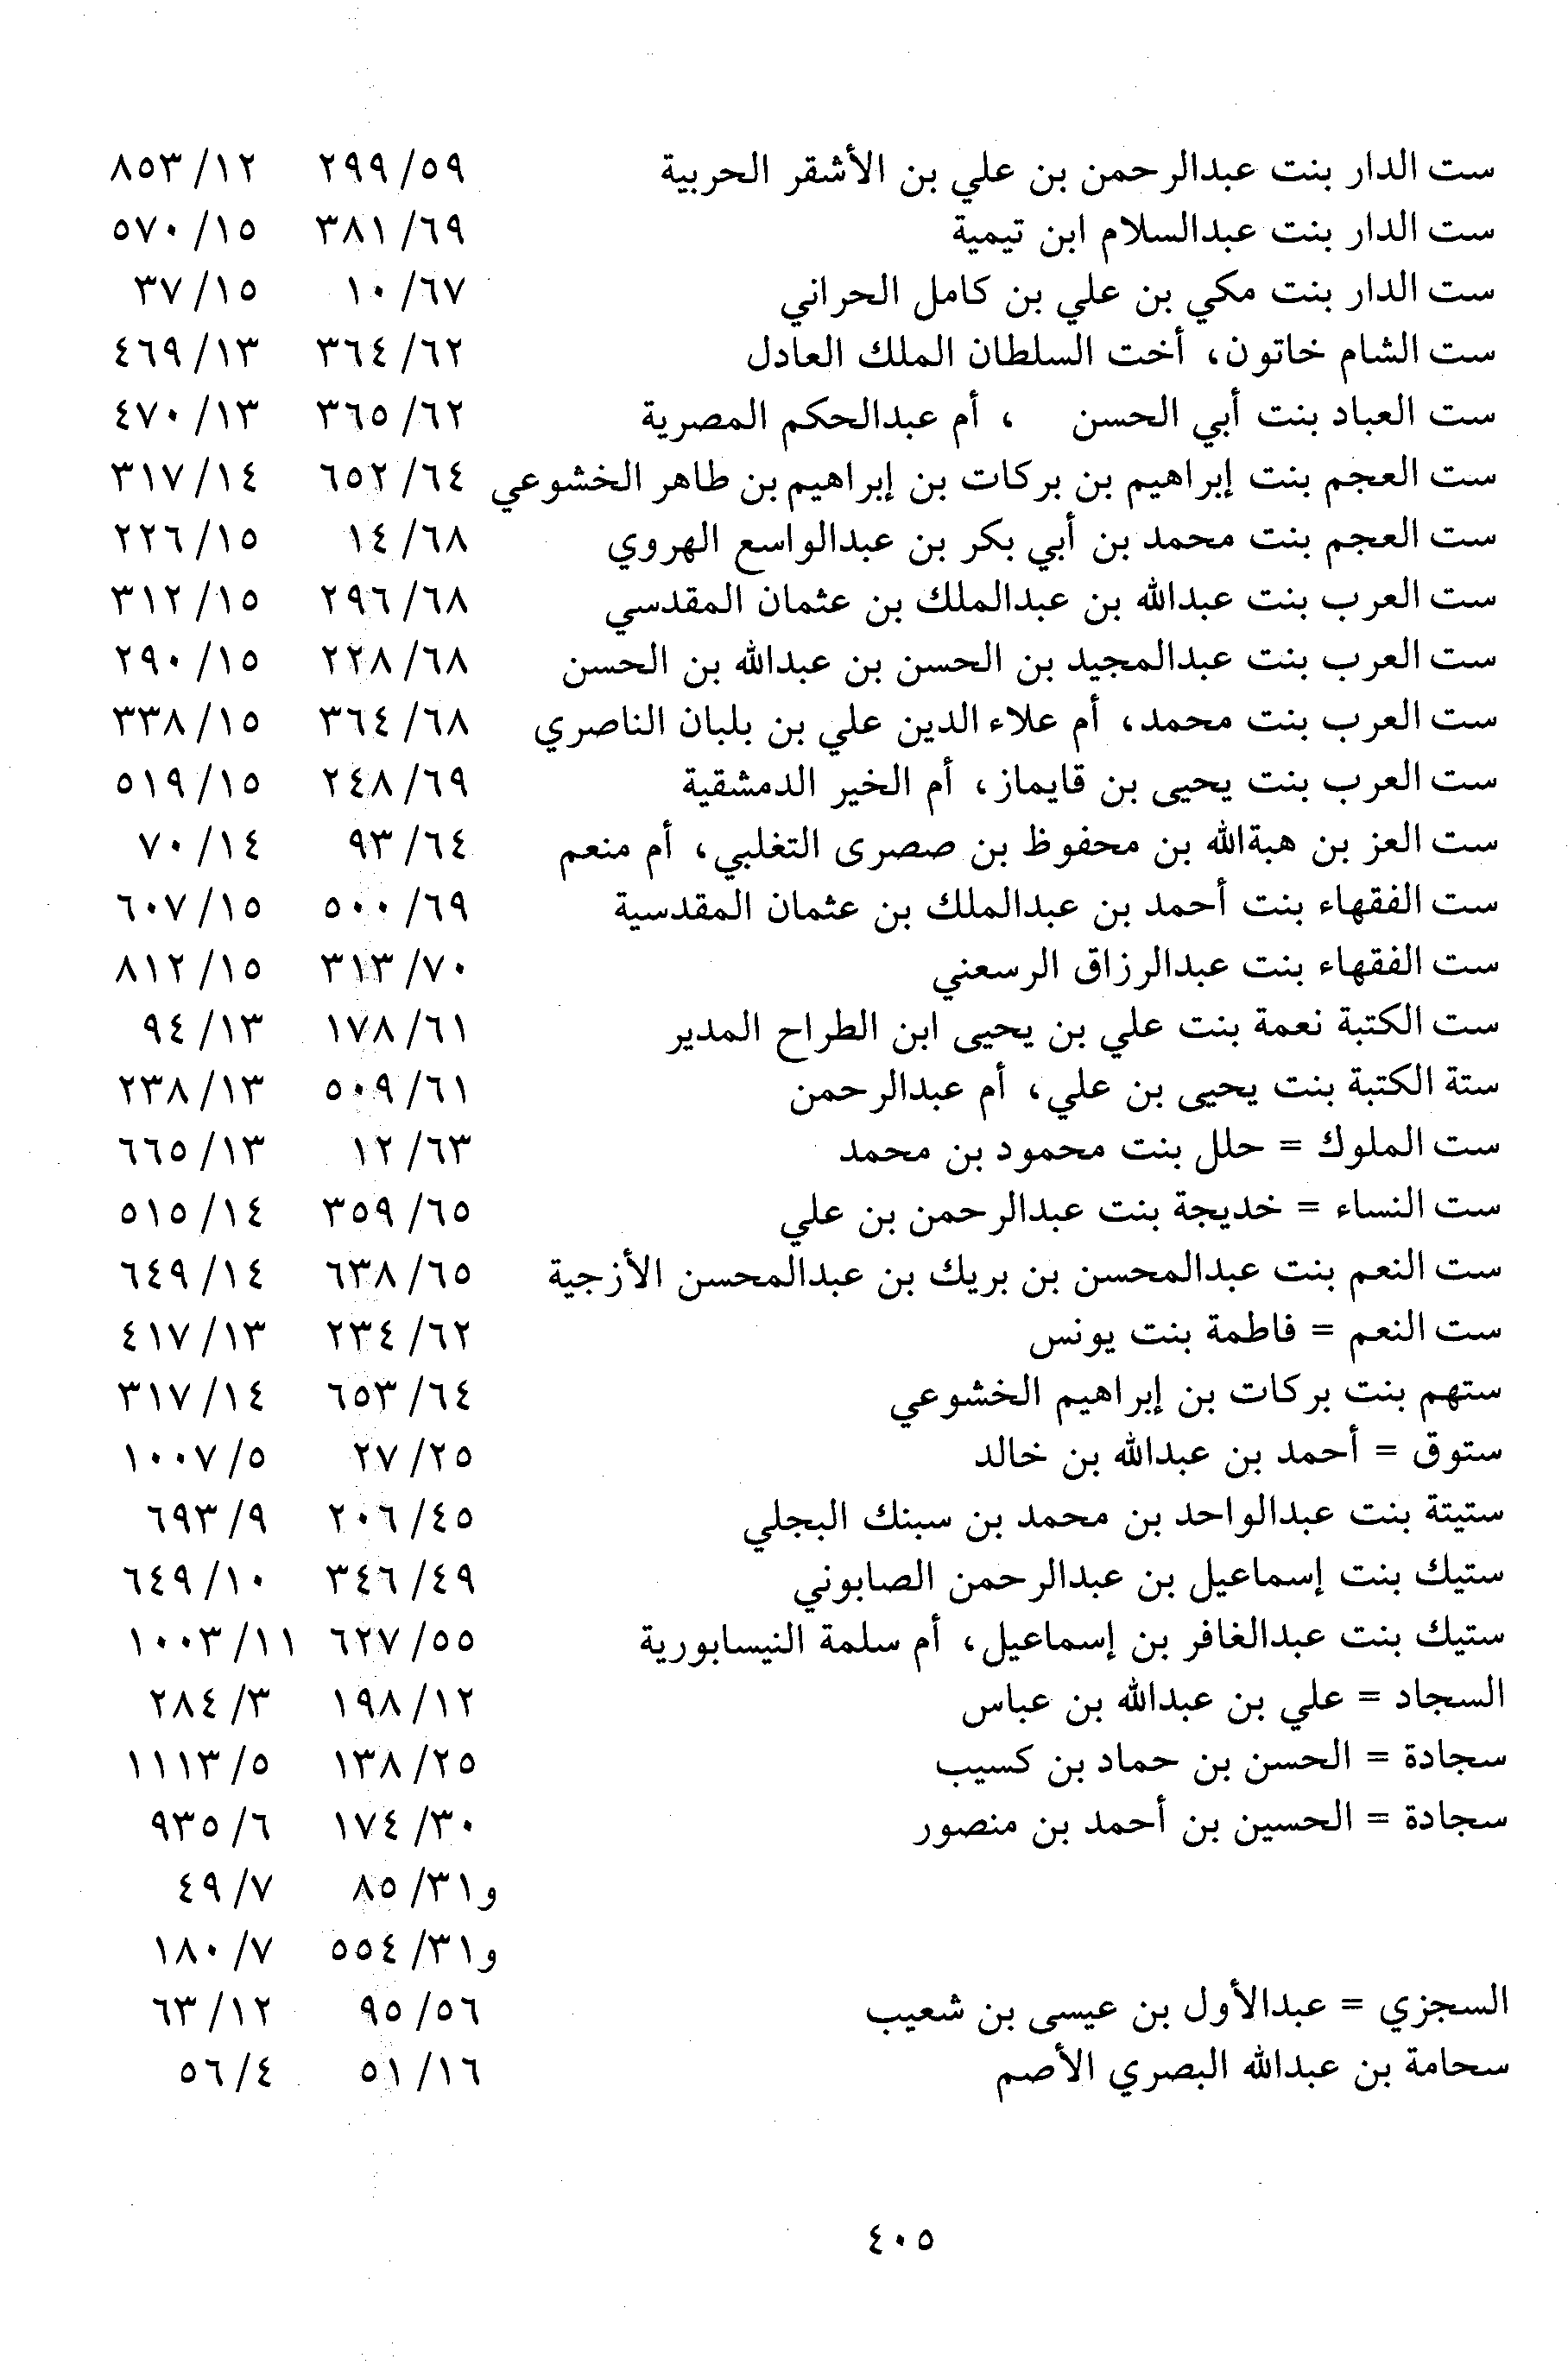 ست الدار بنت عبدالرحمن بن علي بن الأشقر الحربية ٥٩/ ٢٩٩ ١٢/ ٨٥٣
ست الدار بنت عبدالسلام ابن تيمية ٦٩/ ٣٨١ ١٥/ ٥٧٠
ست الدار بنت مكي بن علي بن كامل الحراني ٦٧/ ١٠ ١٥/ ٣٧
ست الشام خاتون، أخت السلطان الملك العادل ٦٢/ ٣٦٤ ١٣/ ٤٦٩
ست العباد بنت أبي الحسن ، أم عبدالحكم المصرية ٦٢/ ٣٦٥ ١٣/ ٤٧٠
ست العجم بنت إبراهيم بن بركات بن إبراهيم بن طاهر الخشوعي ٦٤/ ٦٥٢ ١٤/ ٣١٧
ست العجم بنت محمد بن أبي بكر بن عبدالواسع الهروي ٦٨/ ١٤ ١٥/ ٢٢٦
ست العرب بنت عبدالله بن عبدالملك بن عثمان المقدسي ٦٨/ ٢٩٦ ١٥/ ٣١٢
ست العرب بنت عبدالمجيد بن الحسن بن عبدالله بن الحسن ٦٨/ ٢٢٨ ١٥/ ٢٩٠
ست العرب بنت محمد، أم علاء الدين علي بن بلبان الناصري ٦٨/ ٣٦٤ ١٥/ ٣٣٨
ست العرب بنت يحيى بن قايماز، أم الخير الدمشقية ٦٩/ ٢٤٨ ١٥/ ٥١٩
ست العز بن هبةالله بن محفوظ بن صصرى التغلبي، أم منعم ٦٤/ ٩٣ ١٤/ ٧٠
ست الفقهاء بنت أحمد بن عبدالملك بن عثمان المقدسية ٦٩/ ٥٠٠ ١٥/ ٦٠٧
ست الفقهاء بنت عبدالرزاق الرسعني ٧٠/ ٣١٣ ١٥/ ٨١٢
ست الكتبة نعمة بنت علي بن يحيى ابن الطراح المدير ٦١/ ١٧٨ ١٣/ ٩٤
ستة الكتبة بنت يحيى بن علي، أم عبدالرحمن ٦١/ ٥٠٩ ١٣/ ٢٣٨
ست الملوك = حلل بنت محمود بن محمد ٦٣/ ١٢ ١٣/ ٦٦٥
ست النساء = خديجة بنت عبدالرحمن بن علي ٦٥/ ٣٥٩ ١٤/ ٥١٥
ست النعم بنت عبدالمحسن بن بريك بن عبدالمحسن الأزجية ٦٥/ ٦٣٨ ١٤/ ٦٤٩
ست النعم = فاطمة بنت يونس ٦٢/ ٢٣٤ ١٣/ ٤١٧
ستهم بنت بركات بن إبراهيم الخشوعي ٦٤/ ٦٥٣ ١٤/ ٣١٧
ستوق = أحمد بن عبدالله بن خالد ٢٥/ ٢٧ ٥/ ١٠٠٧
ستيتة بنت عبدالواحد بن محمد بن سبنك البجلي ٤٥/ ٢٠٦ ٩/ ٦٩٣
ستيك بنت إسماعيل بن عبدالرحمن الصابوني ٤٩/ ٣٤٦ ١٠/ ٦٤٩
ستيك بنت عبدالغافر بن إسماعيل، أم سلمة النيسابورية ٥٥/ ٦٢٧ ١١/ ١٠٠٣
السجاد = علي بن عبدالله بن عباس ١٢/ ١٩٨ ٣/ ٢٨٤
سجادة = الحسن بن حماد بن كسيب ٢٥/ ١٣٨ ٥/ ١١١٣
سجادة = الحسين بن أحمد بن منصور ٣٠/ ١٧٤ ٦/ ٩٣٥
و٣١/ ٨٥ ٧/ ٤٩
و٣١/ ٥٥٤ ٧/ ١٨٠
السجزي = عبدالأول بن عيسى بن شعيب ٥٦/ ٩٥ ١٢/ ٦٣
سحامة بن عبدالله البصري الأصم ١٦/ ٥١ ٤/ ٥٦
٤٠٥